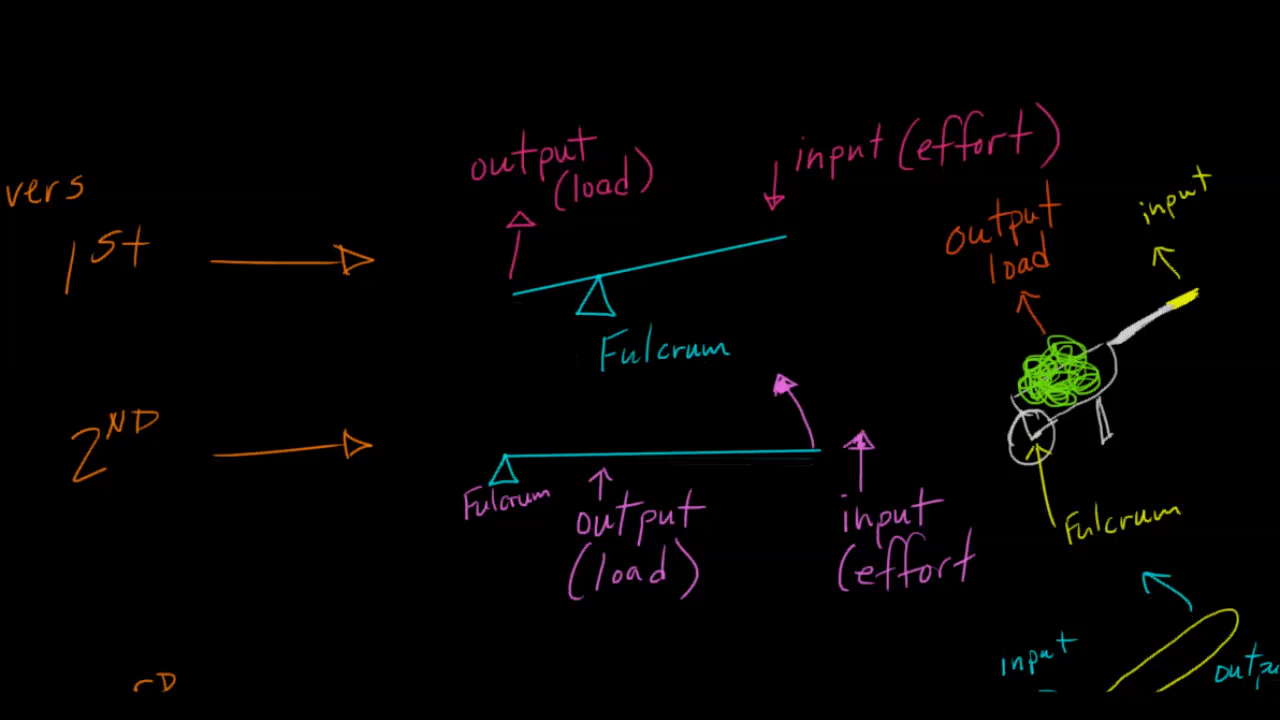 vers
1st
output
(load)
input (effort)
Fulcrum
output
load
input
2ND
Fulcrum
output
(load)
input
(effort
Fulcrum
input